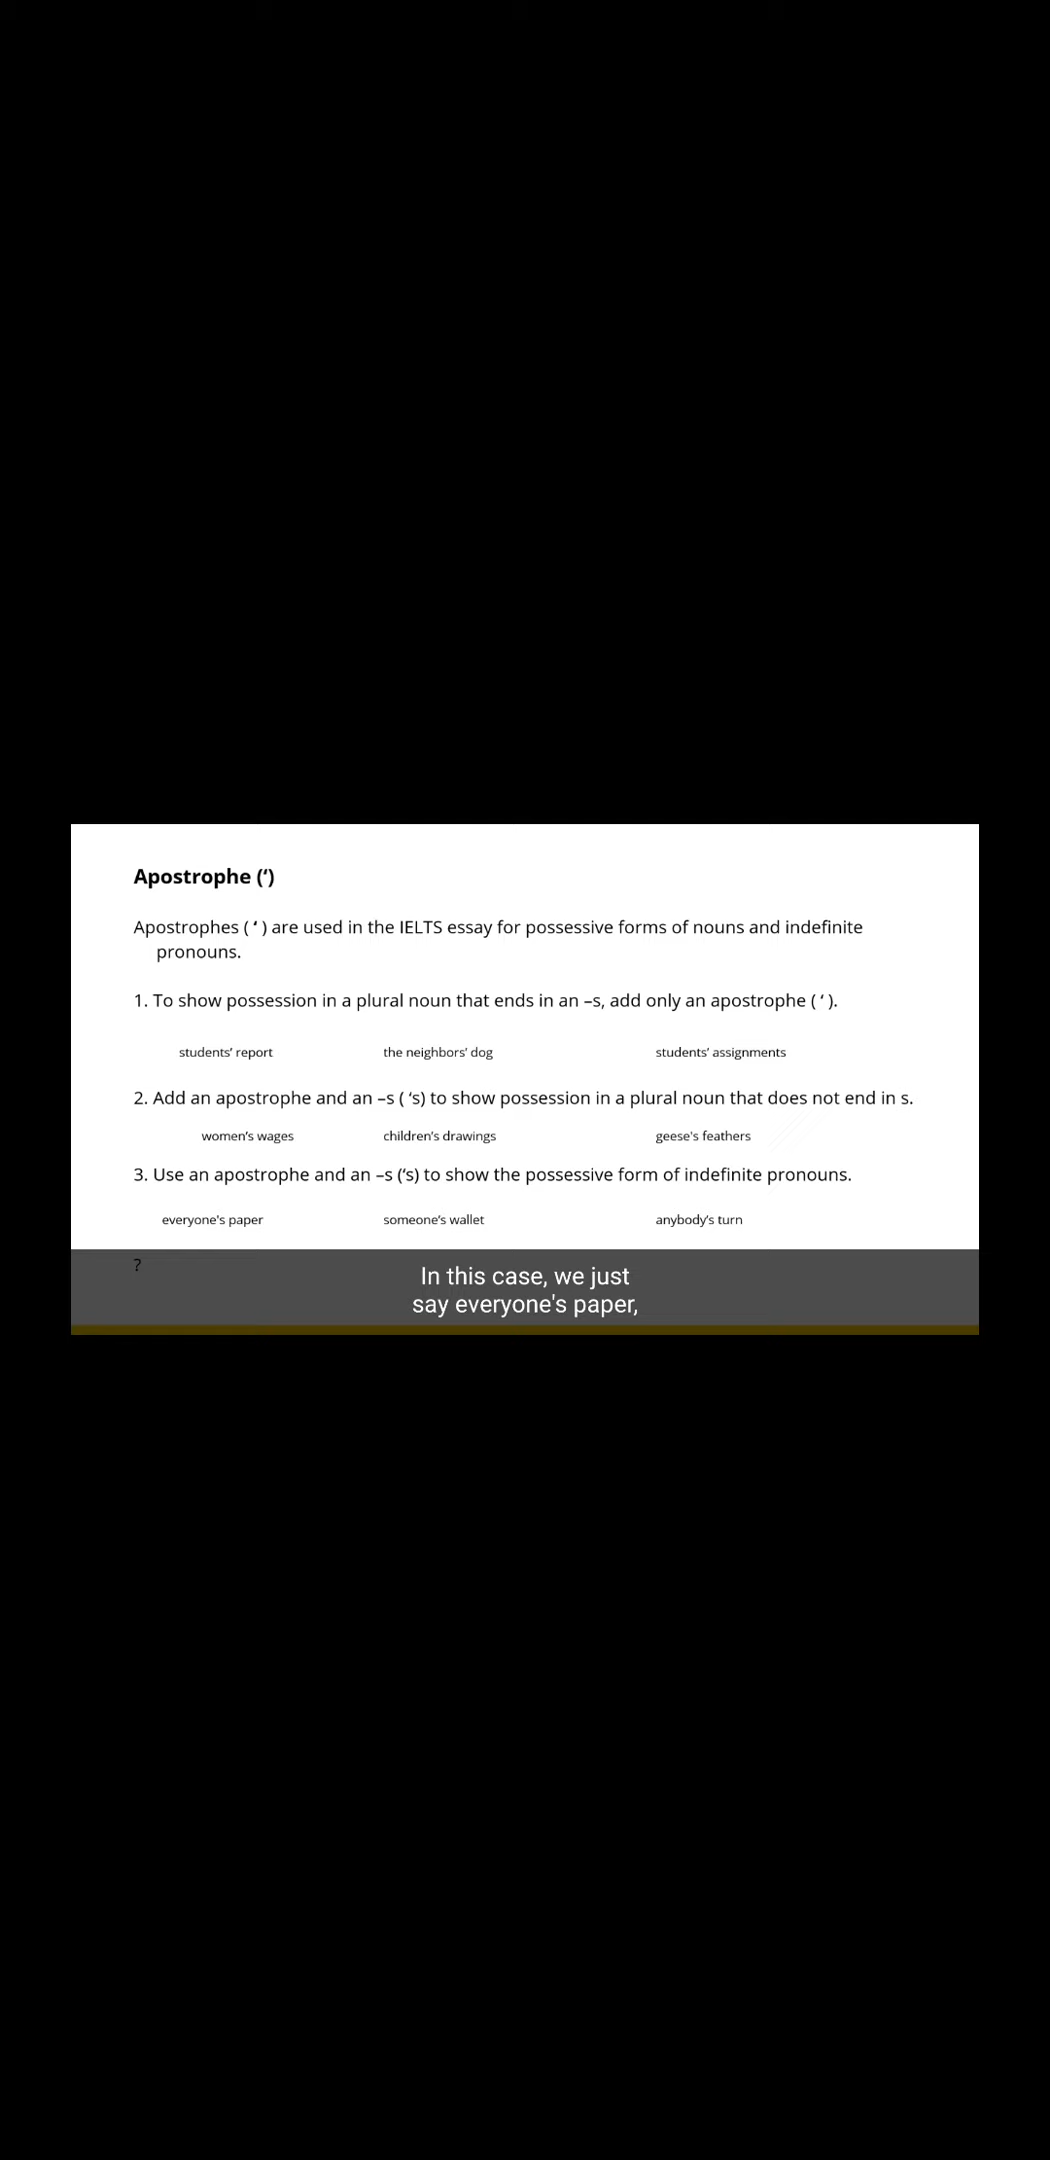 Apostrophe (‘)
Apostrophes ( ‘ ) are used in the IELTS essay for possessive forms of nouns and indefinite
pronouns.
1. To show possession in a plural noun that ends in an –s, add only an apostrophe ( ‘ ).
students’ report the neighbors’ dog students’ assignments
2. Add an apostrophe and an –s ( ‘s) to show possession in a plural noun that does not end in s.
women’s wages children’s drawings geese's feathers
3. Use an apostrophe and an –s (‘s) to show the possessive form of indefinite pronouns.
everyone's paper someone’s wallet anybody’s turn
?
In this case, we just
say everyone's paper,